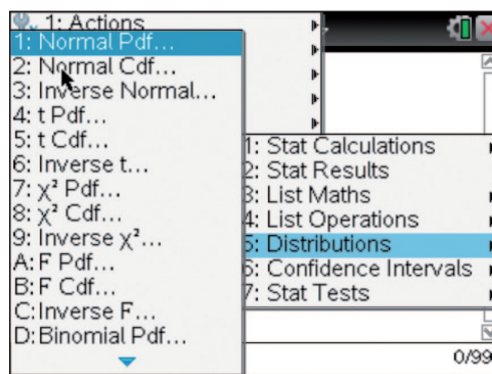 1: Actions
1: Normal Pdf...
2: Normal Cdf...
3: Inverse Normal...
4: t Pdf...
5: t Cdf...
6: Inverse t...
7: χ² Pdf...
8: χ² Cdf...
9: Inverse χ²...
A: F Pdf...
B: F Cdf...
C: Inverse F...
D: Binomial Pdf...
1: Stat Calculations
2: Stat Results
3: List Maths
4: List Operations
5: Distributions
6: Confidence Intervals
7: Stat Tests
0/99